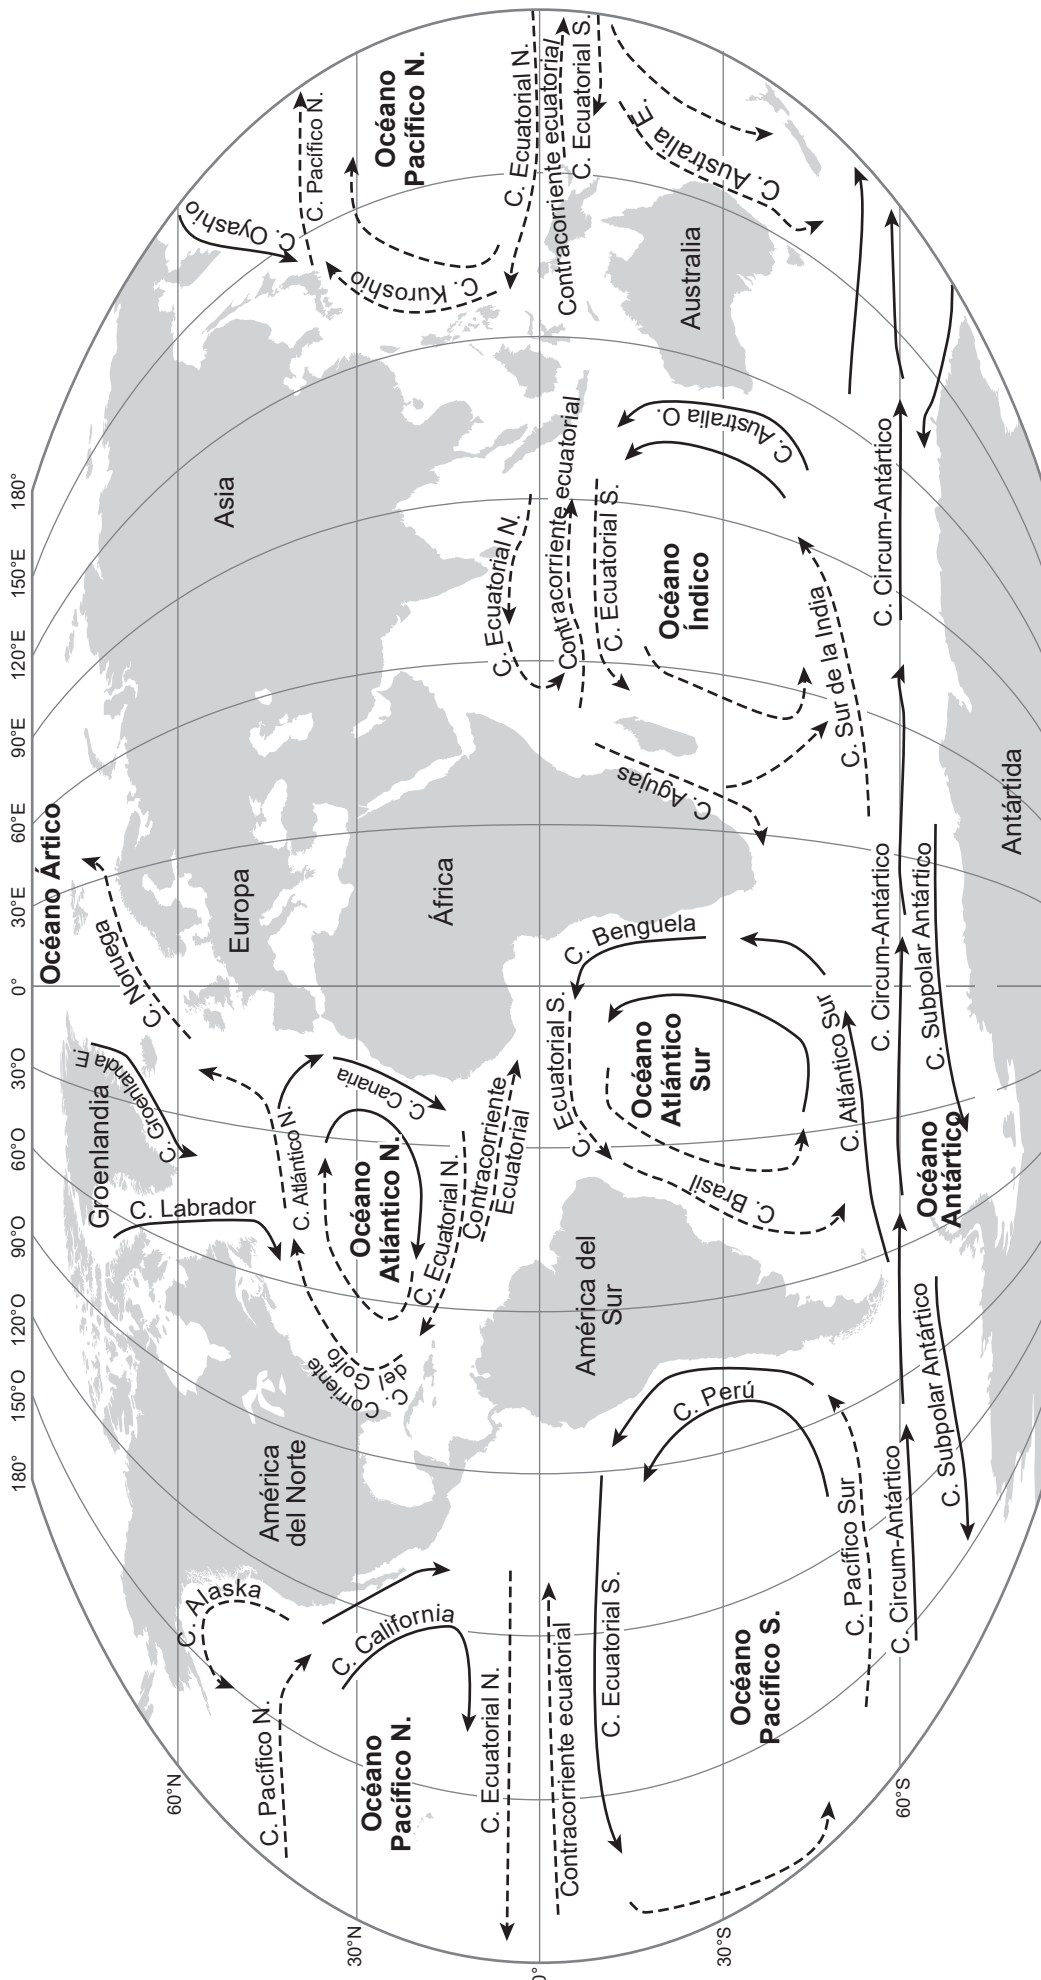 180°
150°O
120°O
90°O
60°O
30°O
0°
30°E
60°E
90°E
120°E
150°E
180°
60°N
30°N
0°
30°S
60°S
Océano Ártico
C. Noruega
C. Groenlanda E.
Groenlandia
C. Labrador
C. Alaska
C. Pacífico N.
C. California
América
del Norte
Océano
Pacífico N.
C. Ecuatorial N.
Contracorriente ecuatorial
C. Ecuatorial S.
Océano
Pacífico S.
C. Pacífico Sur
C. Perú
C. Circum-Antártico
C. Subpolar Antártico
Corriente
del Golfo
C.
C. Atlántico N.
Océano
Atlántico N.
C. Canaria
C. Ecuatorial N.
Contracorriente
Ecuatorial
América del
Sur
C. Ecuatorial S.
C. Brasil
Océano
Atlántico
Sur
C. Benguela
C. Atlántico Sur
Océano
Antártico
C. Circum-Antártico
C. Subpolar Antártico
Europa
África
Asia
C. Agujas
C. Ecuatorial N.
Contracorriente ecuatorial
C. Ecuatorial S.
Océano
Índico
C. Sur de la India
C. Australia O.
C. Circum-Antártico
Antártida
Australia
C. Oyashio
C. Pacífico N.
C. Kuroshio
Océano
Pacífico N.
C. Ecuatorial N.
Contracorriente ecuatorial
C. Ecuatorial S.
C. Australia E.